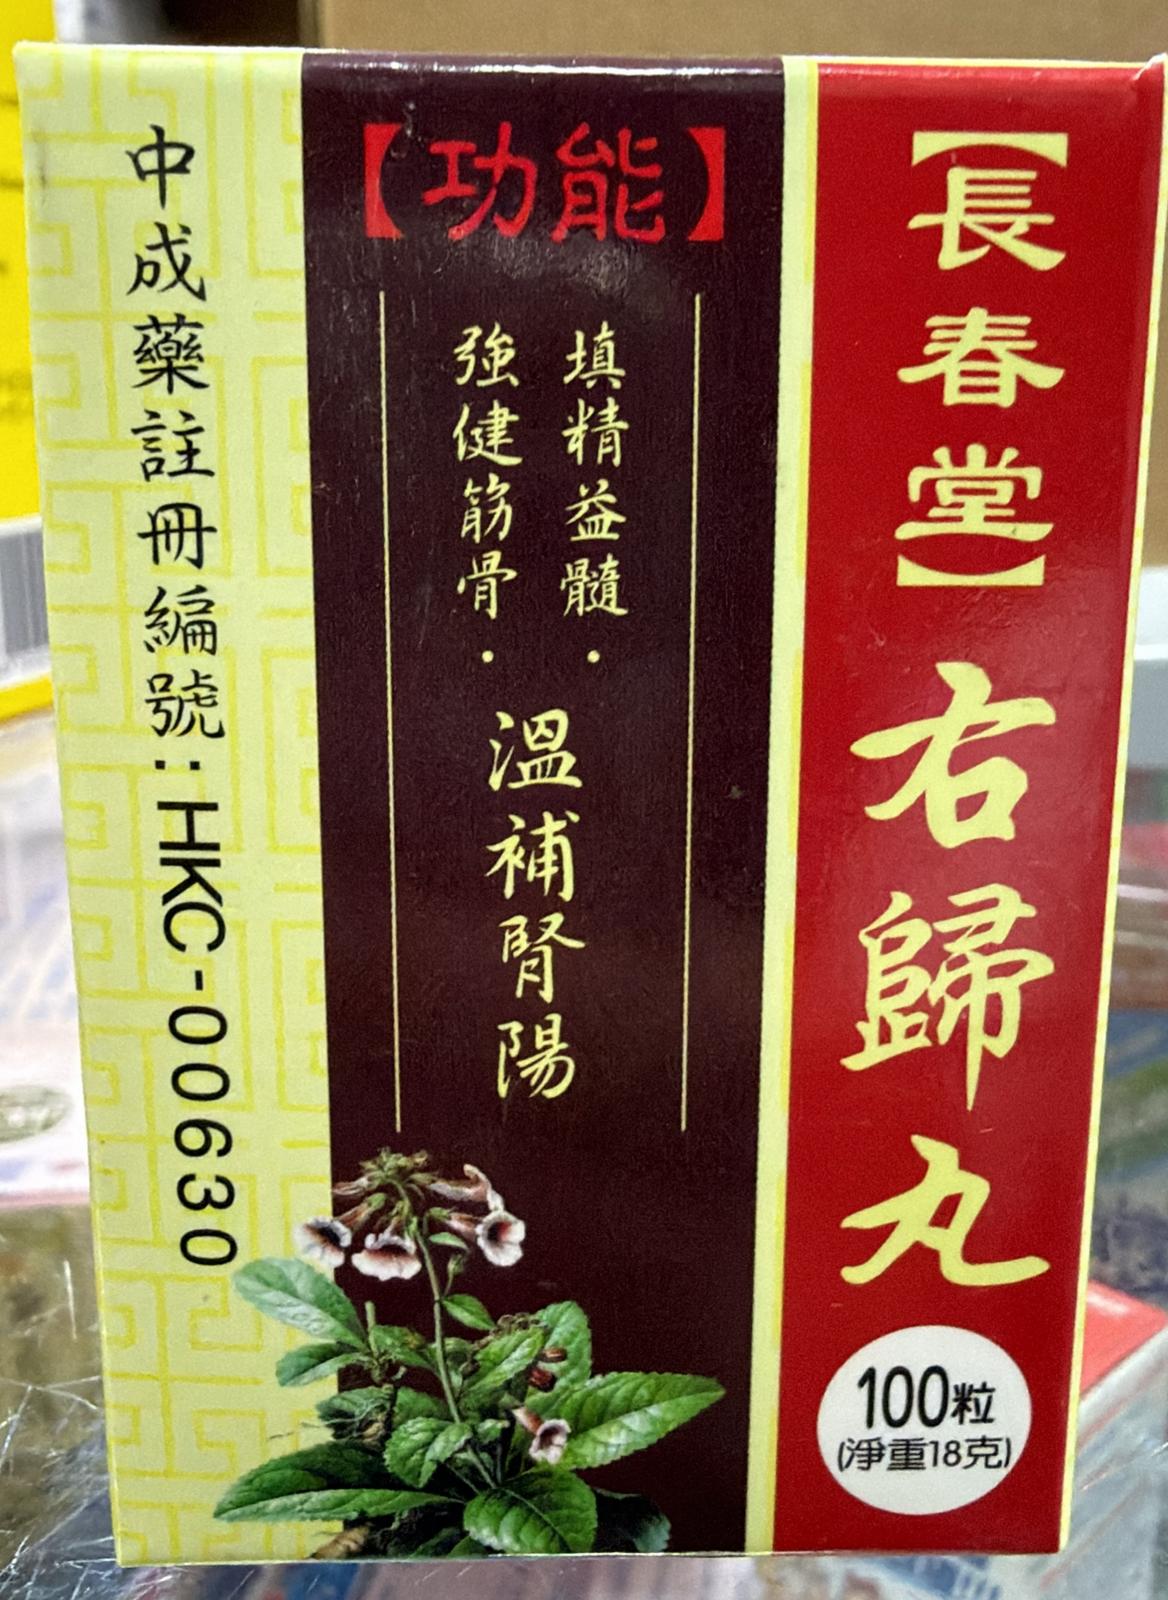 【長春堂】右歸丸
100粒
(淨重18克)
【功能】
填精益髓·
強健筋骨·
溫補腎陽
中成藥註冊編號:HKC-00630